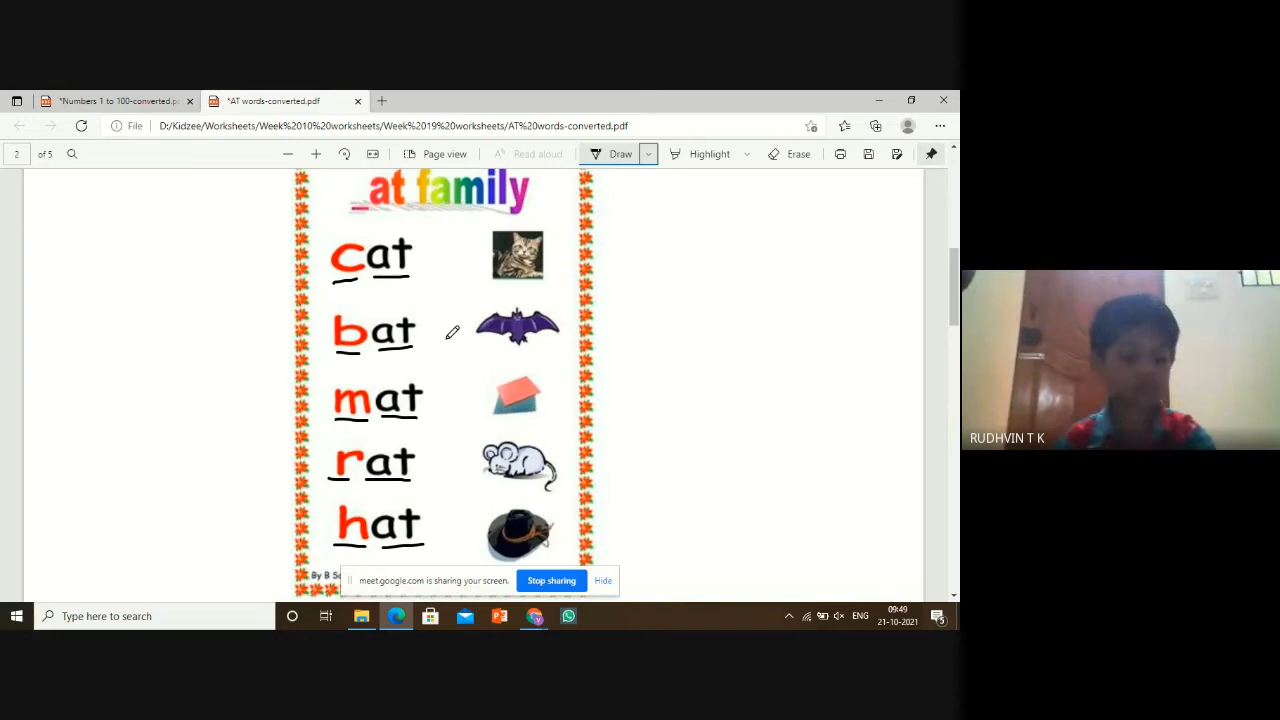 *Numbers 1 to 100-converted.p
*AT words-converted.pdf
File D:/Kidzee/Worksheets/Week%2010%20worksheets/Week%2019%20worksheets/AT%20words-converted.pdf
2 of 5
Page view
Read aloud
Draw
Highlight
Erase
_at family
cat
bat
mat
rat
hat
By B
meet.google.com is sharing your screen.
Stop sharing
Hide
Type here to search
ENG
09:49
21-10-2021
5
RUDHVIN T K